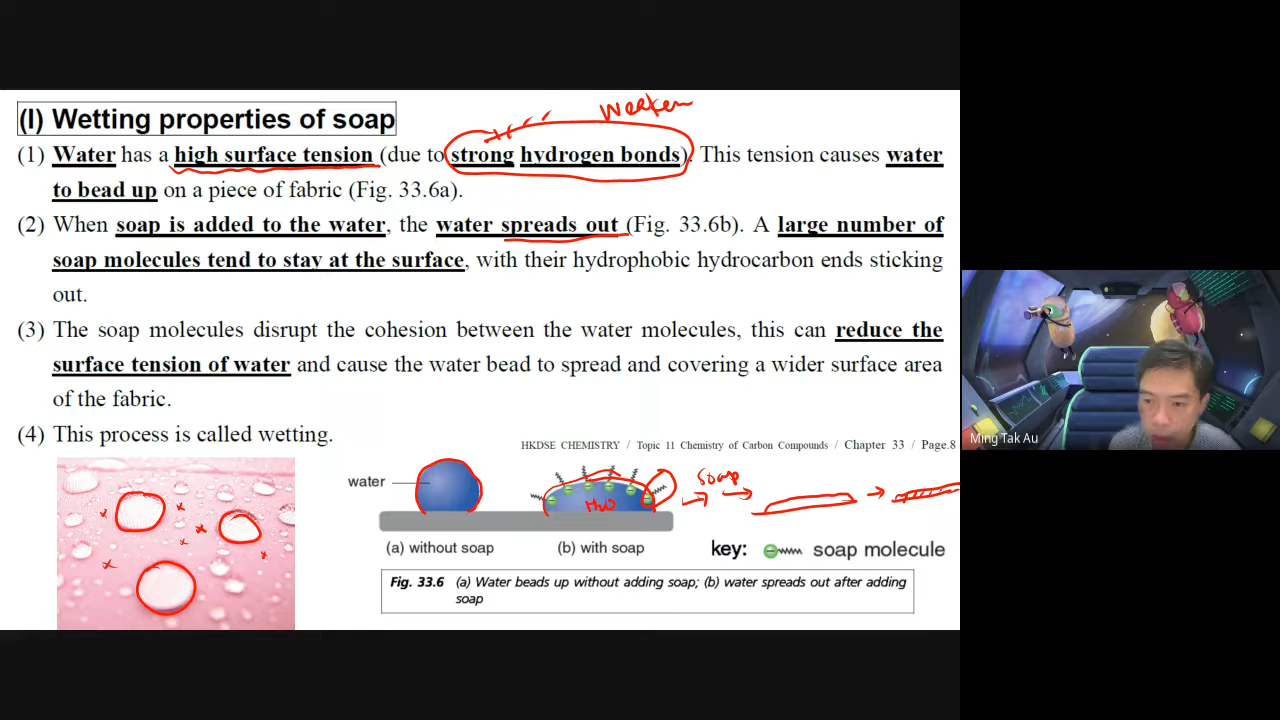 Weaken
(I) Wetting properties of soap
(1) Water has a high surface tension (due to strong hydrogen bonds). This tension causes water
to bead up on a piece of fabric (Fig. 33.6a).
(2) When soap is added to the water, the water spreads out (Fig. 33.6b). A large number of
soap molecules tend to stay at the surface, with their hydrophobic hydrocarbon ends sticking
out.
(3) The soap molecules disrupt the cohesion between the water molecules, this can reduce the
surface tension of water and cause the water bead to spread and covering a wider surface area
of the fabric.
(4) This process is called wetting.
HKDSE CHEMISTRY / Topic 11 Chemistry of Carbon Compounds / Chapter 33 / Page.8
Ming Tak Au
water
soap
H₂O
(a) without soap
(b) with soap
key: soap molecule
Fig. 33.6 (a) Water beads up without adding soap; (b) water spreads out after adding
soap